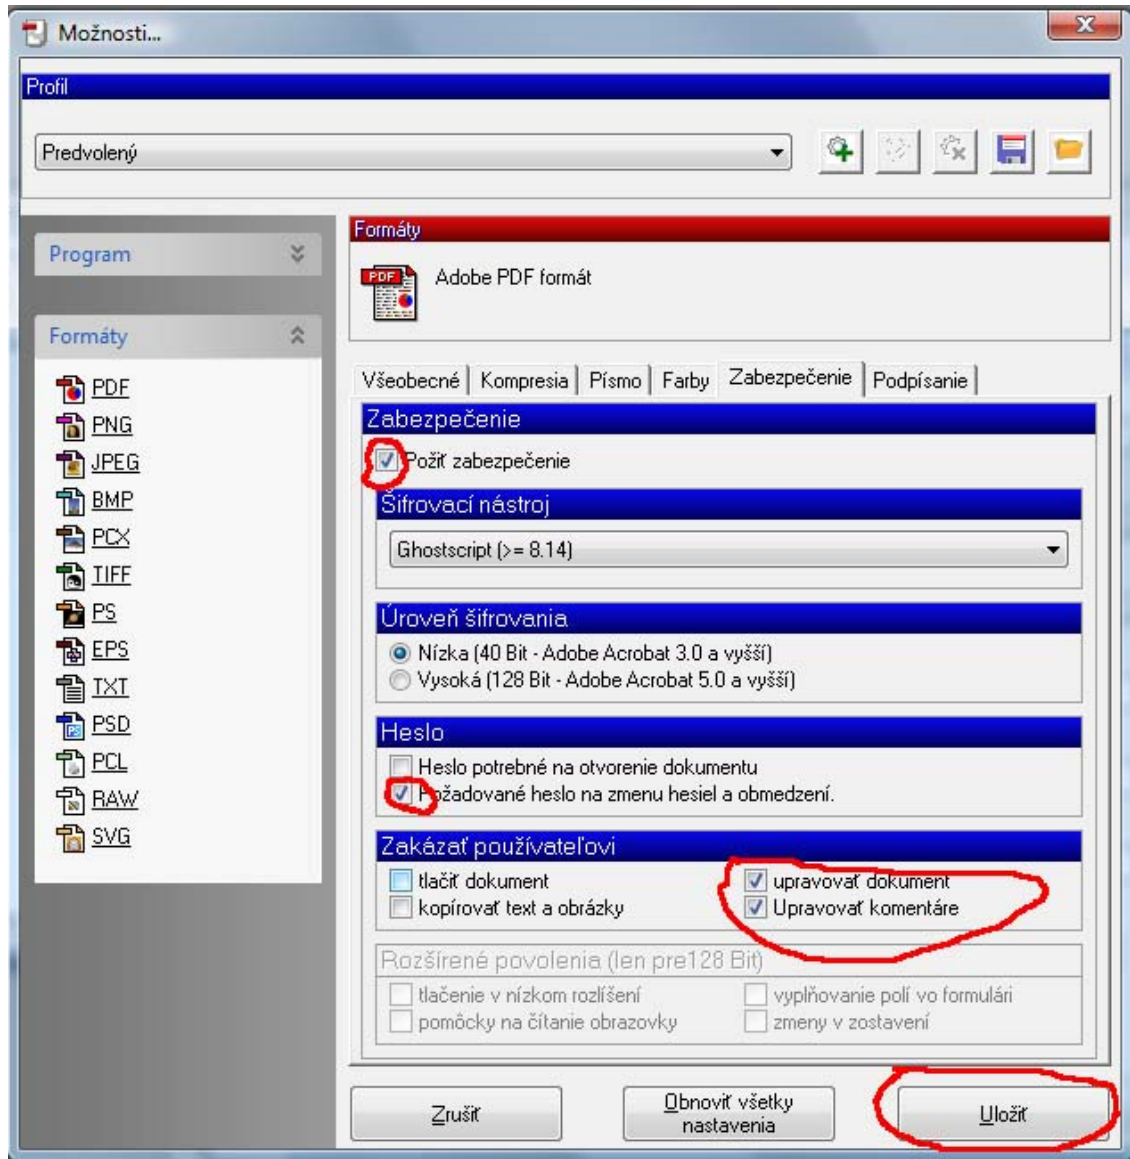 Možnosti...
Profil
Predvolený
Program
Formáty
PDF
PNG
JPEG
BMP
PCX
TIFF
PS
EPS
TXT
PSD
PCL
RAW
SVG
Formáty
PDF
Adobe PDF formát
Všeobecné Kompresia Písmo Farby Zabezpečenie Podpísanie
Zabezpečenie
Požiť zabezpečenie
Šifrovací nástroj
Ghostscript (>= 8.14)
Úroveň šifrovania
Nízka (40 Bit - Adobe Acrobat 3.0 a vyšší)
Vysoká (128 Bit - Adobe Acrobat 5.0 a vyšší)
Heslo
Heslo potrebné na otvorenie dokumentu
Požadované heslo na zmenu hesiel a obmedzení.
Zakázať používateľovi
tlačiť dokument upravovať dokument
kopírovať text a obrázky Upravovať komentáre
Rozšírené povolenia (len pre128 Bit)
tlačenie v nízkom rozlíšení vyplňovanie polí vo formulári
pomôcky na čítanie obrazovky zmeny v zostavení
Zrušiť
Obnoviť všetky
nastavenia
Uložiť